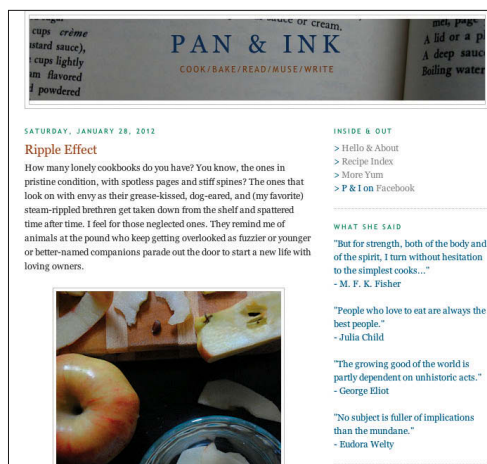 cups crème
ustard sauce),
cups lightly
um flavored
powdered
uce or cream.
PAN & INK
COOK/BAKE/READ/MUSE/WRITE
A lid or a pi
A deep sauc
Boiling water
SATURDAY, JANUARY 28, 2012
Ripple Effect
How many lonely cookbooks do you have? You know, the ones in
pristine condition, with spotless pages and stiff spines? The ones that
look on with envy as their grease-kissed, dog-eared, and (my favorite)
steam-rippled brethren get taken down from the shelf and spattered
time after time. I feel for those neglected ones. They remind me of
animals at the pound who keep getting overlooked as fuzzier or younger
or better-named companions parade out the door to start a new life with
loving owners.
INSIDE & OUT
> Hello & About
> Recipe Index
> More Yum
> P & I on Facebook
WHAT SHE SAID
"But for strength, both of the body and
of the spirit, I turn without hesitation
to the simplest cooks..."
- M. F. K. Fisher
"People who love to eat are always the
best people."
- Julia Child
"The growing good of the world is
partly dependent on unhistoric acts."
- George Eliot
"No subject is fuller of implications
than the mundane."
- Eudora Welty